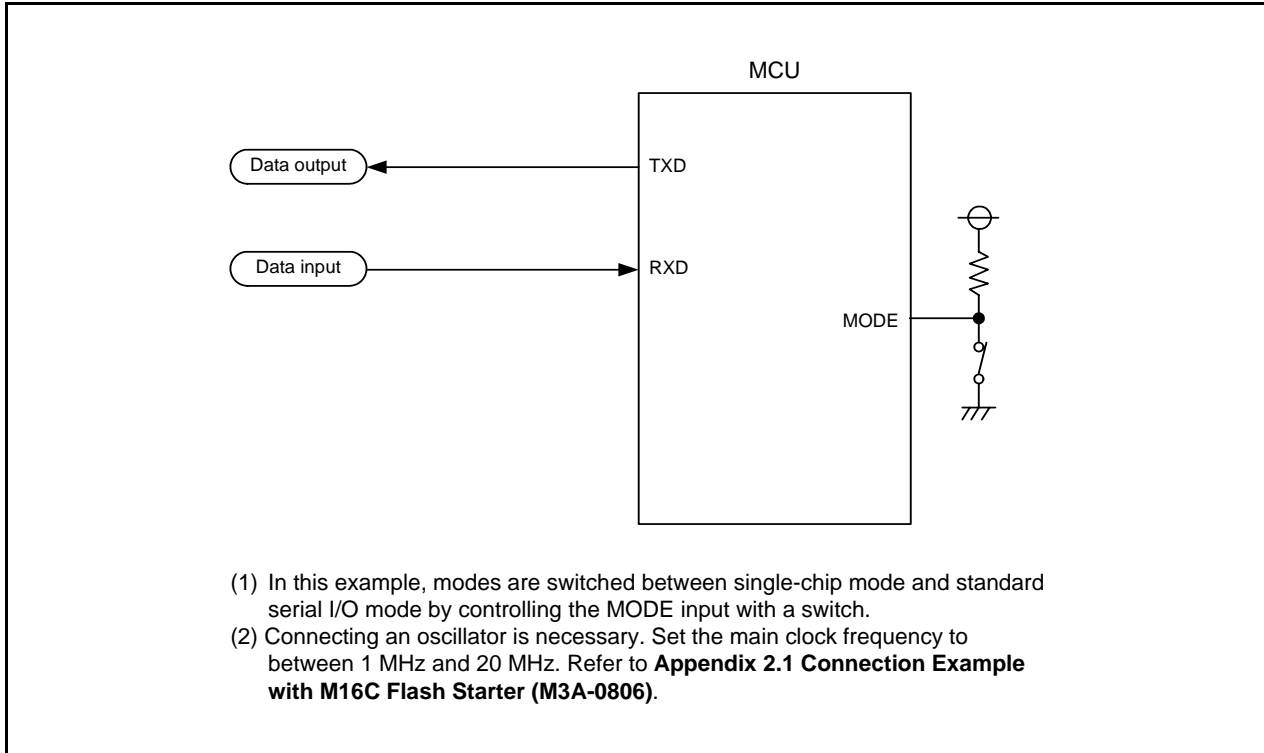 MCU
Data output
TXD
Data input
RXD
MODE
(1) In this example, modes are switched between single-chip mode and standard
serial I/O mode by controlling the MODE input with a switch.
(2) Connecting an oscillator is necessary. Set the main clock frequency to
between 1 MHz and 20 MHz. Refer to Appendix 2.1 Connection Example
with M16C Flash Starter (M3A-0806).